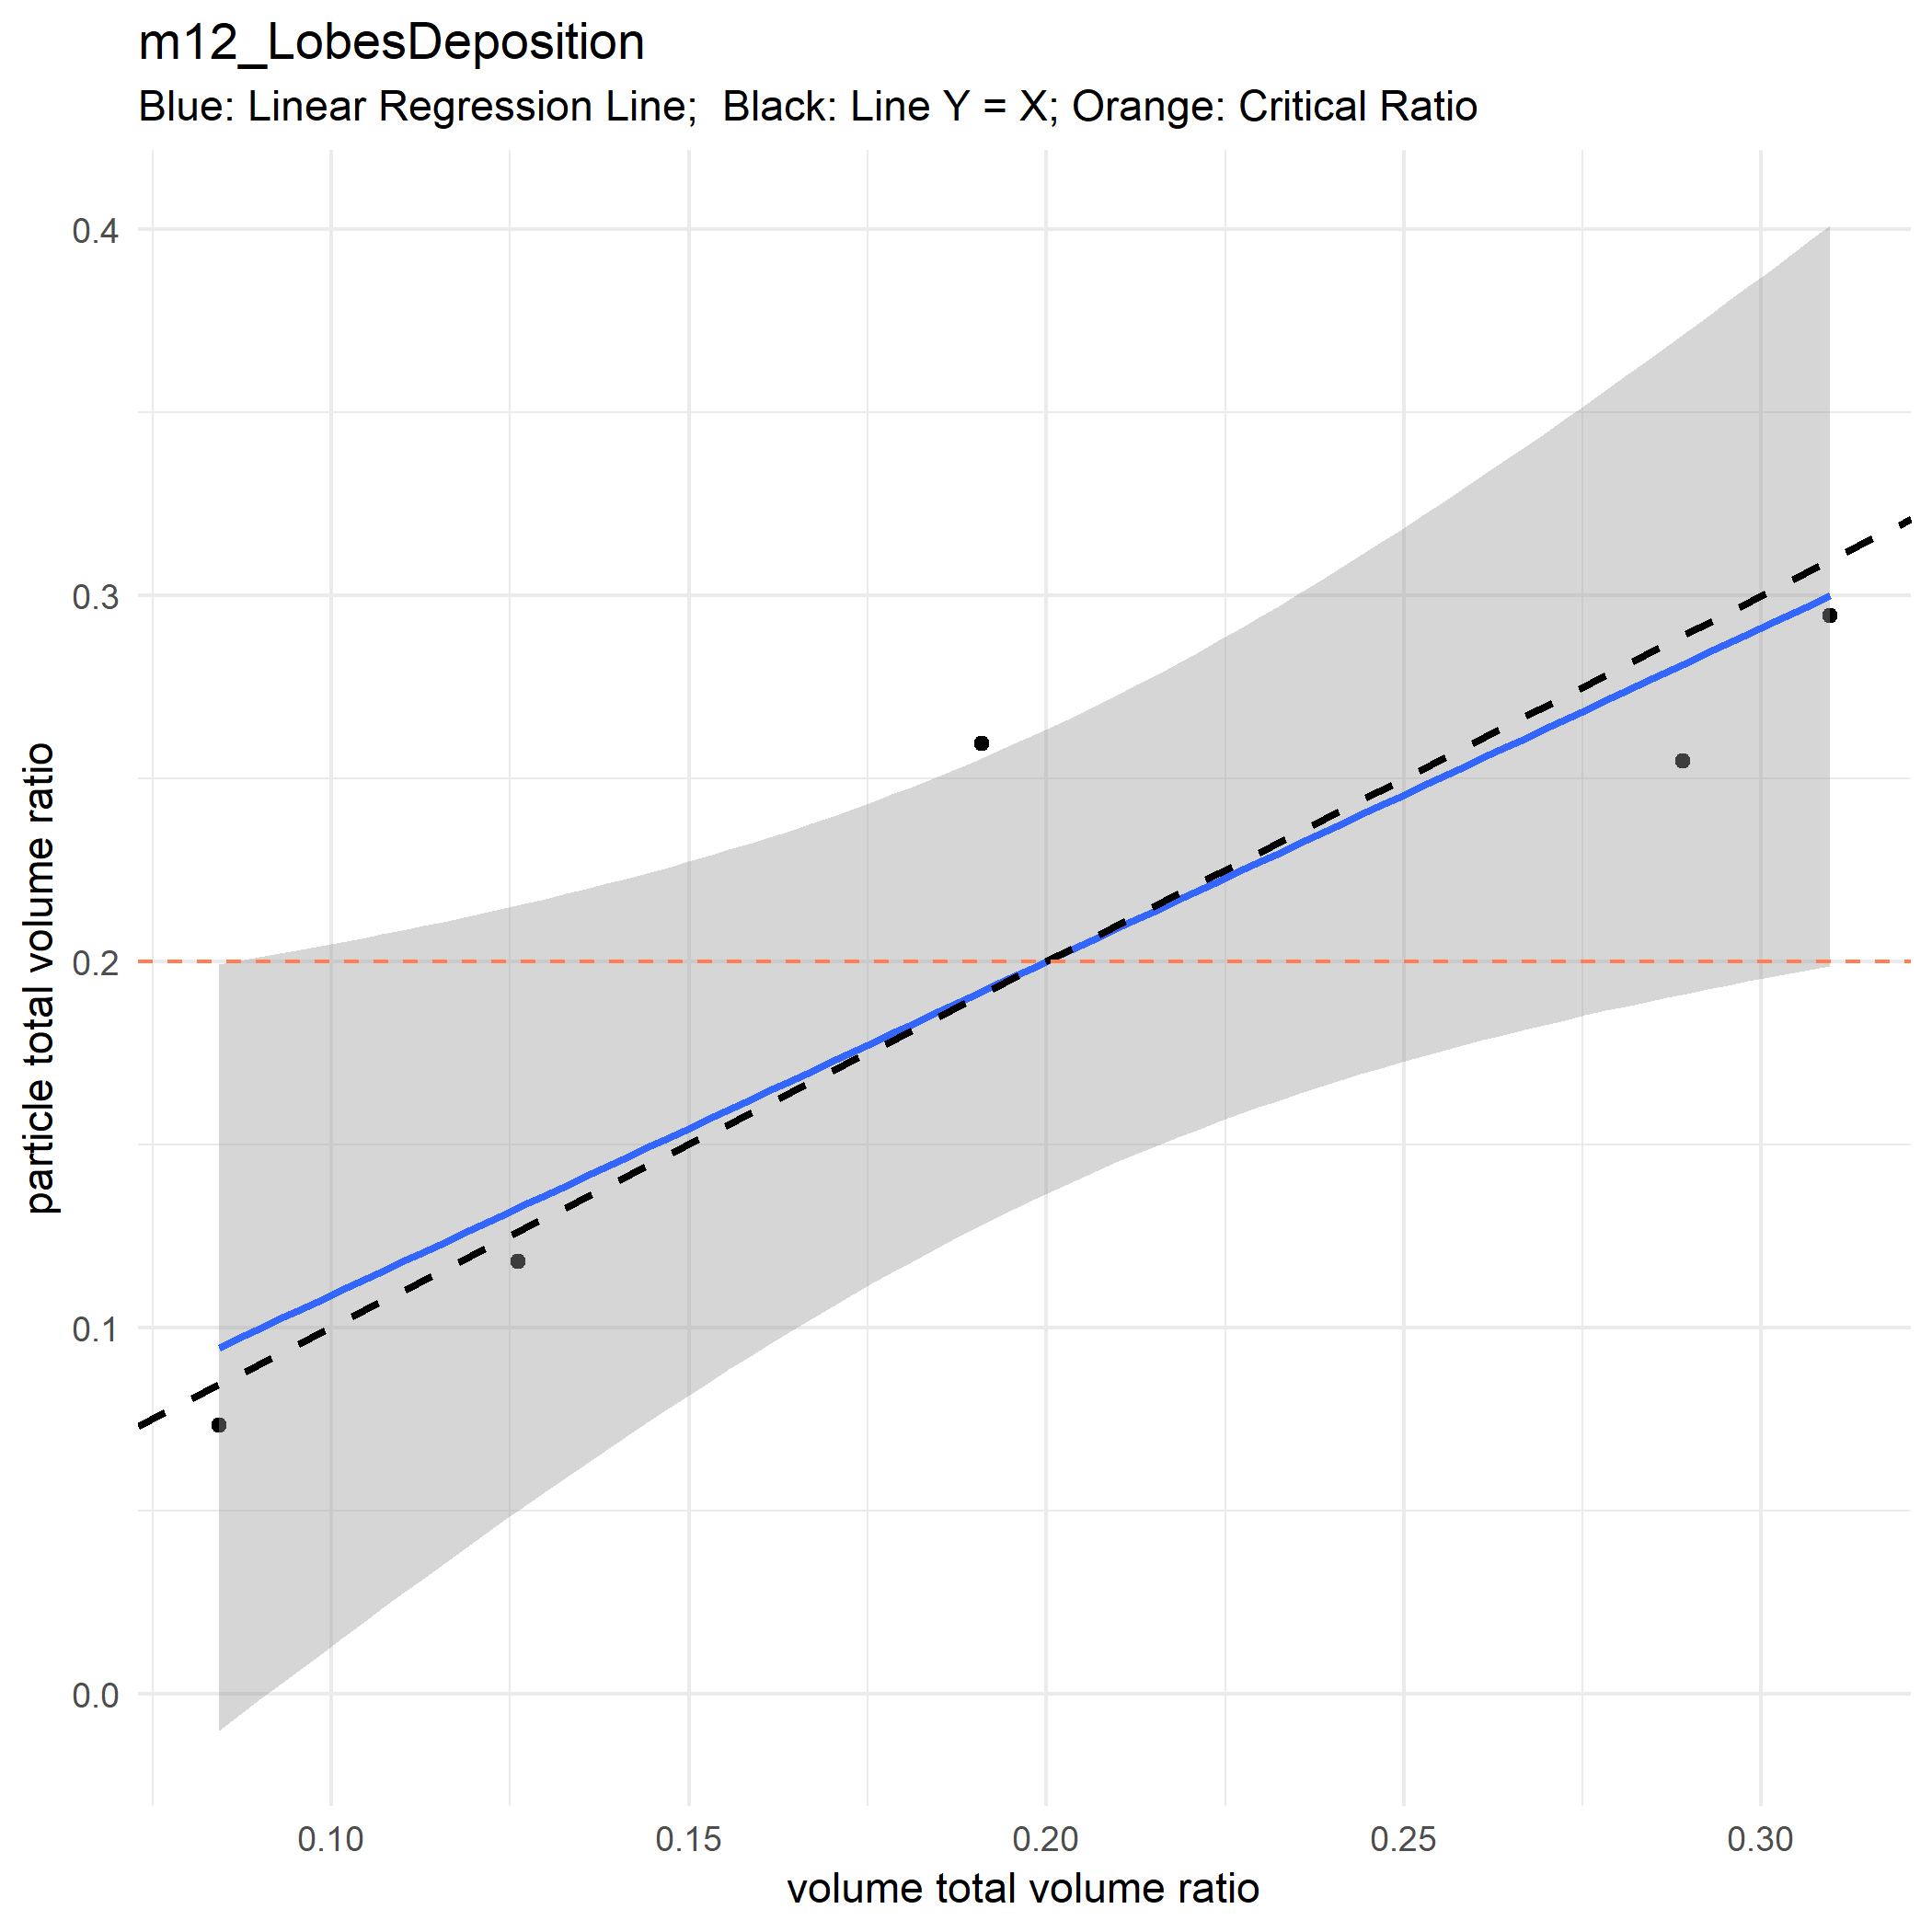 m12_LobesDeposition
Blue: Linear Regression Line;  Black: Line Y = X; Orange: Critical Ratio
0.4
0.3
0.2
0.1
0.0
particle total volume ratio
0.10 0.15 0.20 0.25 0.30
volume total volume ratio